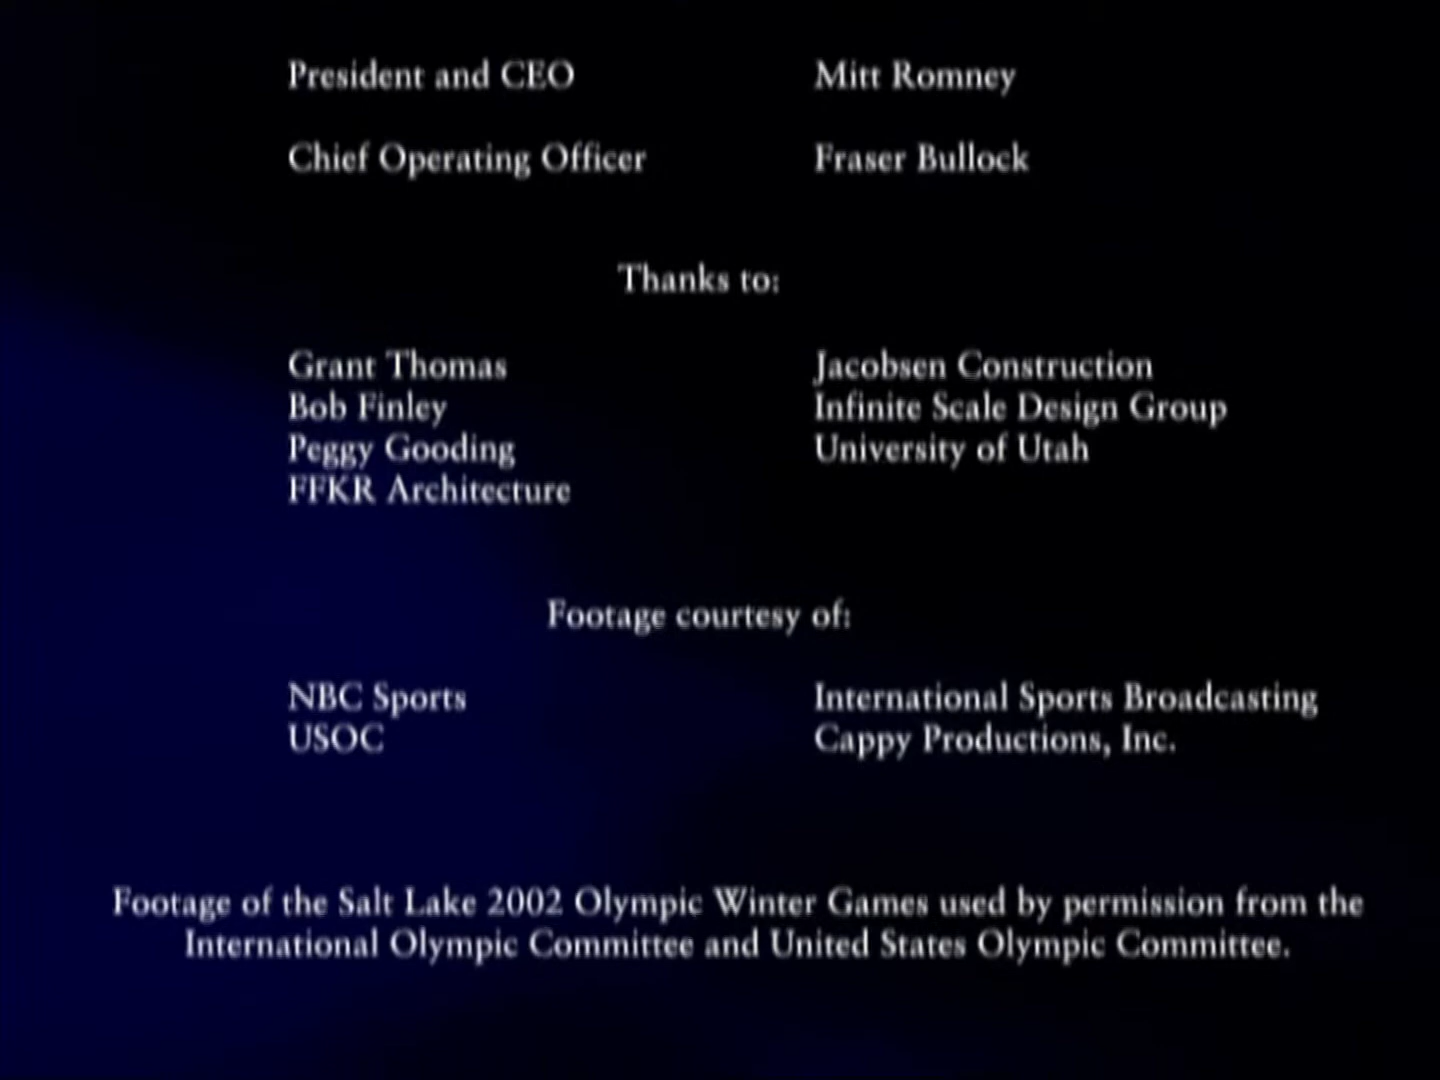 President and CEO Mitt Romney
Chief Operating Officer Fraser Bullock
Thanks to:
Grant Thomas Jacobsen Construction
Bob Finley Infinite Scale Design Group
Peggy Gooding University of Utah
FFKR Architecture
Footage courtesy of:
NBC Sports International Sports Broadcasting
USOC Cappy Productions, Inc.
Footage of the Salt Lake 2002 Olympic Winter Games used by permission from the
International Olympic Committee and United States Olympic Committee.